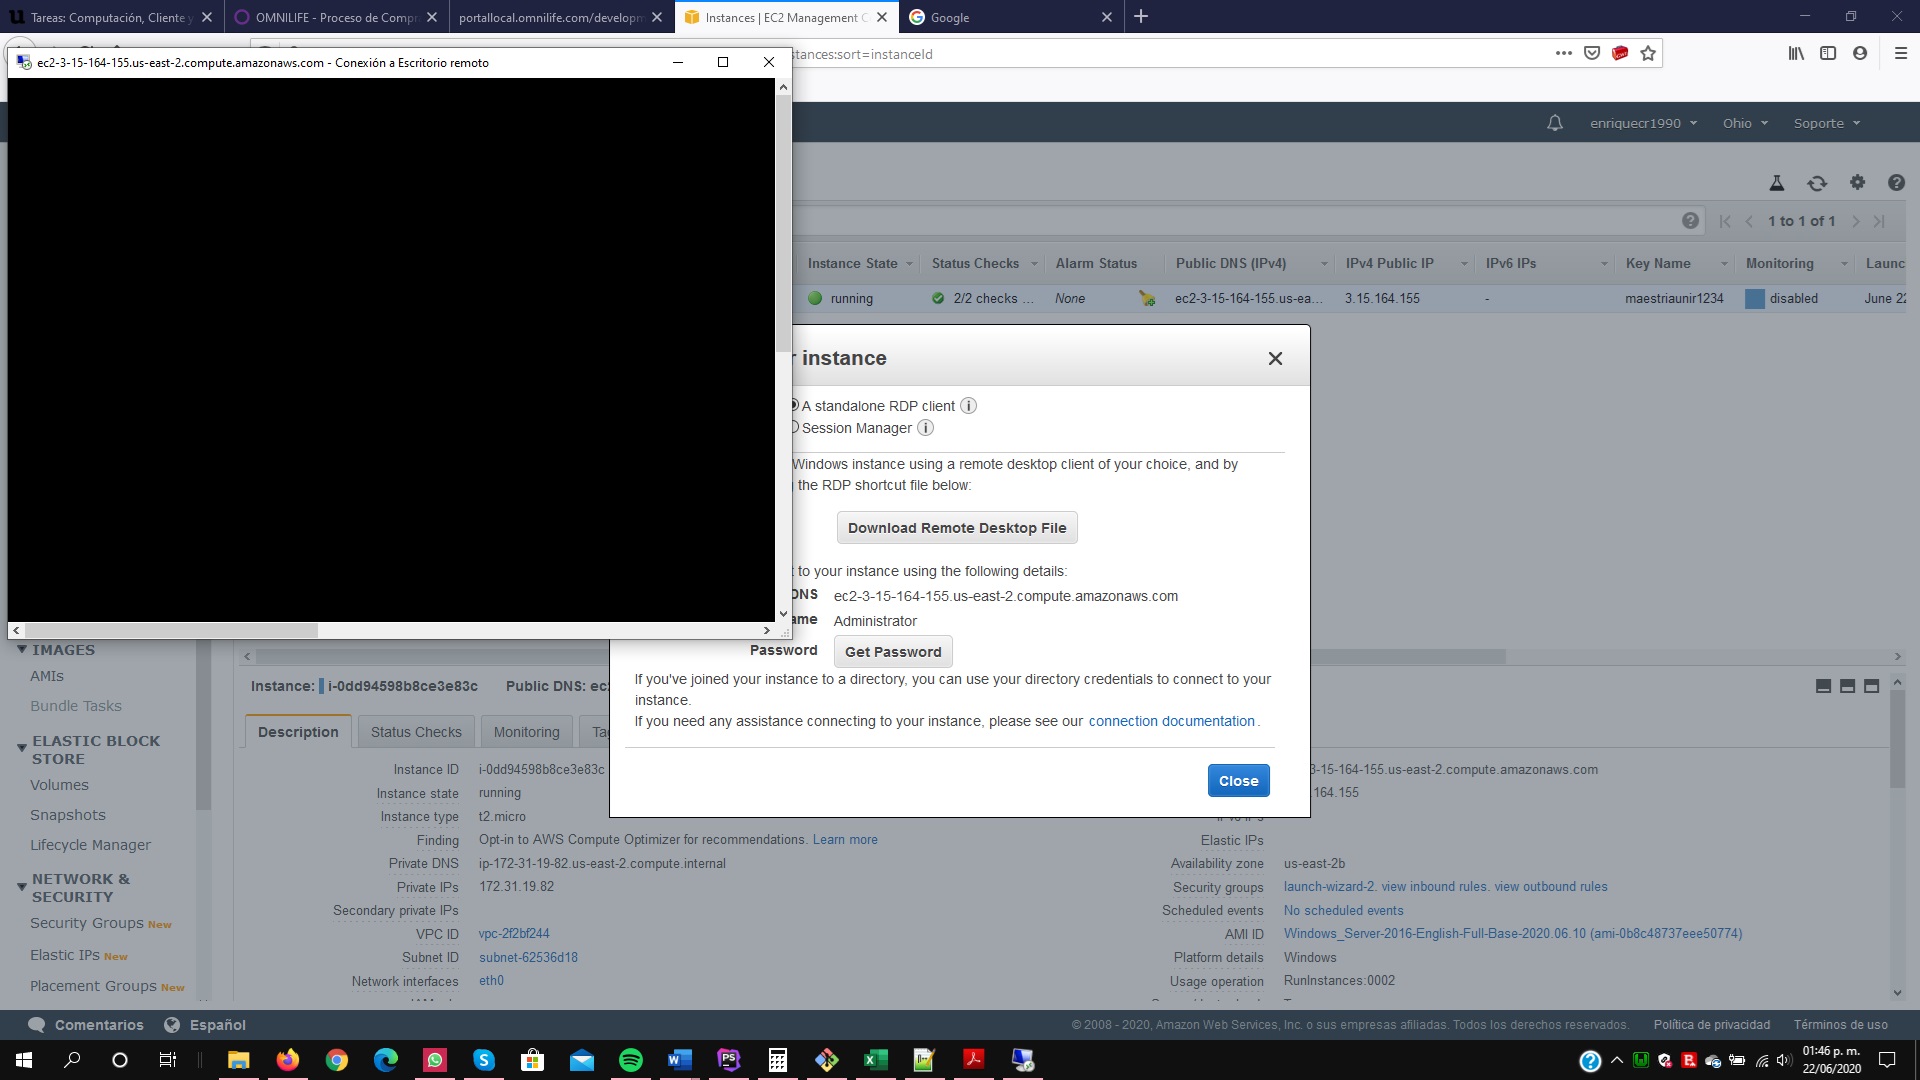 Tareas: Computación, Cliente y
OMNILIFE - Proceso de Compra
portallocal.omnilife.com/developm
Instances | EC2 Management C
Google
ec2-3-15-164-155.us-east-2.compute.amazonaws.com - Conexión a Escritorio remoto
stances:sort=instanceId
enriquecr1990
Ohio
Soporte
1 to 1 of 1
Instance State
Status Checks
Alarm Status
Public DNS (IPv4)
IPv4 Public IP
IPv6 IPs
Key Name
Monitoring
Launc
running
2/2 checks ...
None
ec2-3-15-164-155.us-ea...
3.15.164.155
-
maestriaunir1234
disabled
June 22
r instance
A standalone RDP client
Session Manager
Windows instance using a remote desktop client of your choice, and by
the RDP shortcut file below:
Download Remote Desktop File
t to your instance using the following details:
DNS
ec2-3-15-164-155.us-east-2.compute.amazonaws.com
ame
Administrator
Password
Get Password
If you've joined your instance to a directory, you can use your directory credentials to connect to your
instance.
If you need any assistance connecting to your instance, please see our connection documentation.
Close
IMAGES
AMIs
Bundle Tasks
ELASTIC BLOCK
STORE
Volumes
Snapshots
Lifecycle Manager
NETWORK &
SECURITY
Security Groups New
Elastic IPs New
Placement Groups New
Instance: i-0dd94598b8ce3e83c
Public DNS: ec
Description
Status Checks
Monitoring
Ta
Instance ID i-0dd94598b8ce3e83c
Instance state running
Instance type t2.micro
Finding Opt-in to AWS Compute Optimizer for recommendations. Learn more
Private DNS ip-172-31-19-82.us-east-2.compute.internal
Private IPs 172.31.19.82
Secondary private IPs
VPC ID vpc-2f2bf244
Subnet ID subnet-62536d18
Network interfaces eth0
3-15-164-155.us-east-2.compute.amazonaws.com
164.155
Elastic IPs
Availability zone us-east-2b
Security groups launch-wizard-2. view inbound rules. view outbound rules
Scheduled events No scheduled events
AMI ID Windows_Server-2016-English-Full-Base-2020.06.10 (ami-0b8c48737eee50774)
Platform details Windows
Usage operation RunInstances:0002
Comentarios
Español
© 2008 - 2020, Amazon Web Services, Inc. o sus empresas afiliadas. Todos los derechos reservados.
Política de privacidad
Términos de uso
01:46 p. m.
22/06/2020